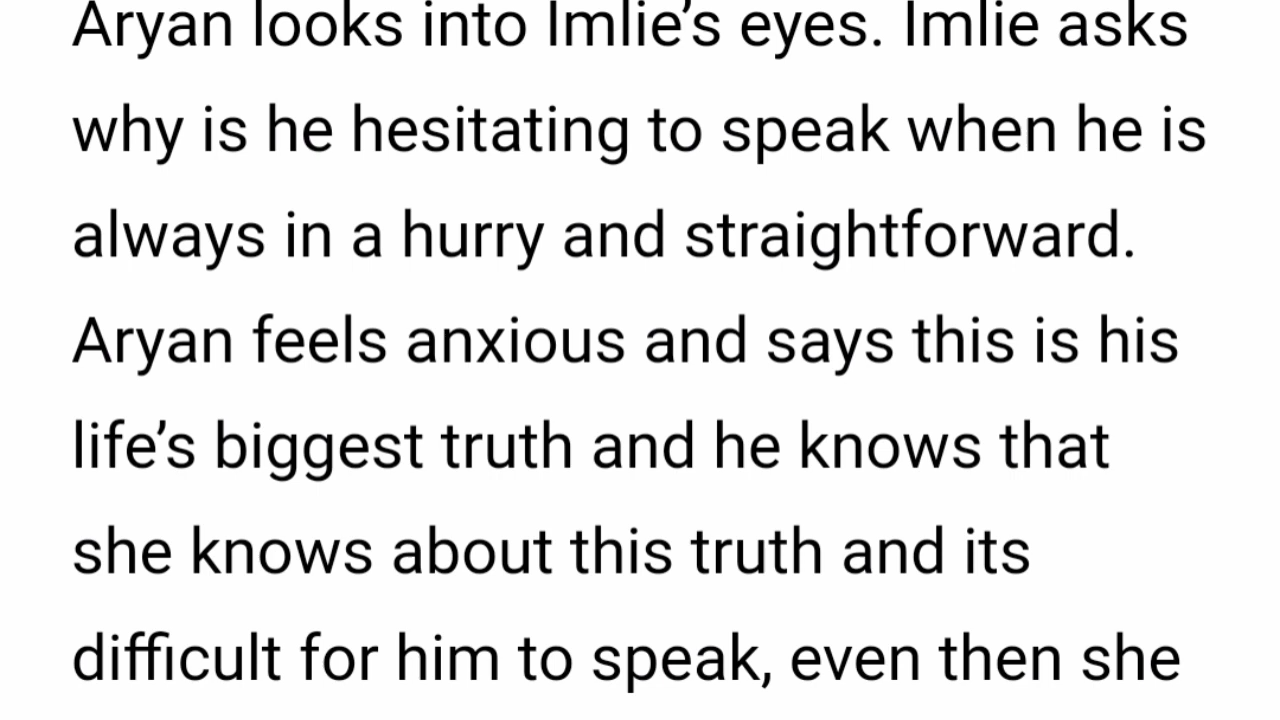 Aryan looks into Imlie’s eyes. Imlie asks
why is he hesitating to speak when he is
always in a hurry and straightforward.
Aryan feels anxious and says this is his
life’s biggest truth and he knows that
she knows about this truth and its
difficult for him to speak, even then she